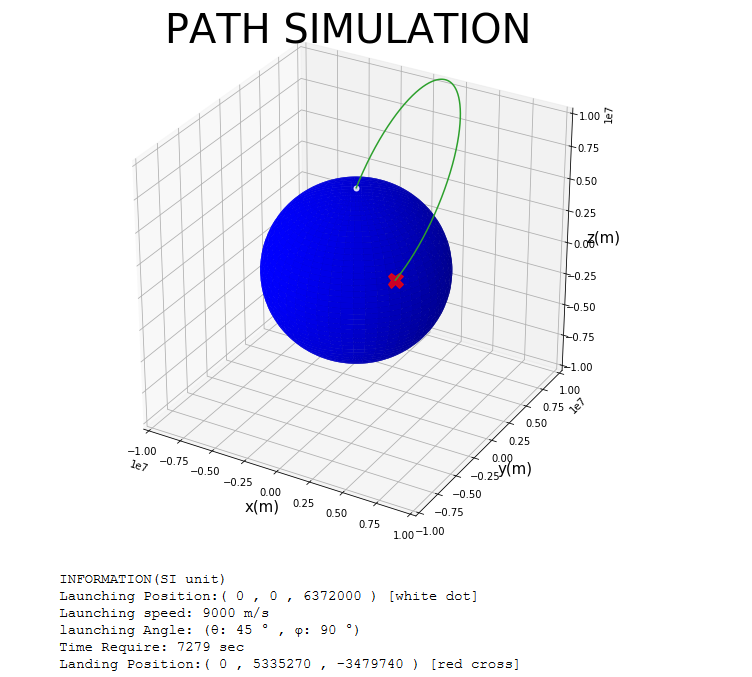 PATH SIMULATION
1e7
1.00
0.75
0.50
0.25
0.00
z(m)
−0.25
−0.50
−0.75
−1.00
1.00
0.75
1e7
0.50
0.25
0.00
−0.25
y(m)
−0.50
−0.75
−1.00
−1.00
1e7
−0.75
−0.50
−0.25
0.00
x(m)
0.25
0.50
0.75
1.00
INFORMATION(SI unit)
Launching Position:( 0 , 0 , 6372000 ) [white dot]
Launching speed: 9000 m/s
launching Angle: (θ: 45 ° , φ: 90 °)
Time Require: 7279 sec
Landing Position:( 0 , 5335270 , -3479740 ) [red cross]